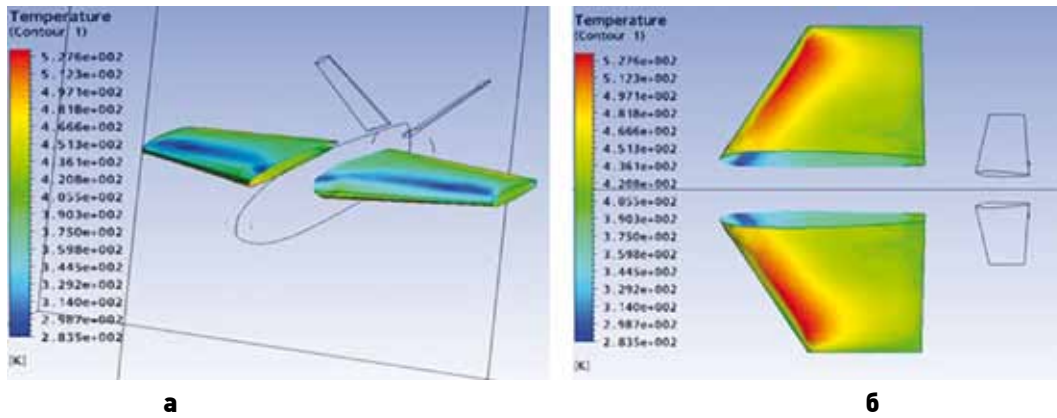 Temperature
(Contour 1)
5.276e+002
5.123e+002
4.971e+002
4.818e+002
4.666e+002
4.513e+002
4.361e+002
4.208e+002
4.055e+002
3.903e+002
3.750e+002
3.598e+002
3.445e+002
3.292e+002
3.140e+002
2.987e+002
2.835e+002
[K]
а
Temperature
(Contour 1)
5.276e+002
5.123e+002
4.971e+002
4.818e+002
4.666e+002
4.513e+002
4.361e+002
4.208e+002
4.055e+002
3.903e+002
3.750e+002
3.598e+002
3.445e+002
3.292e+002
3.140e+002
2.987e+002
2.835e+002
[K]
б